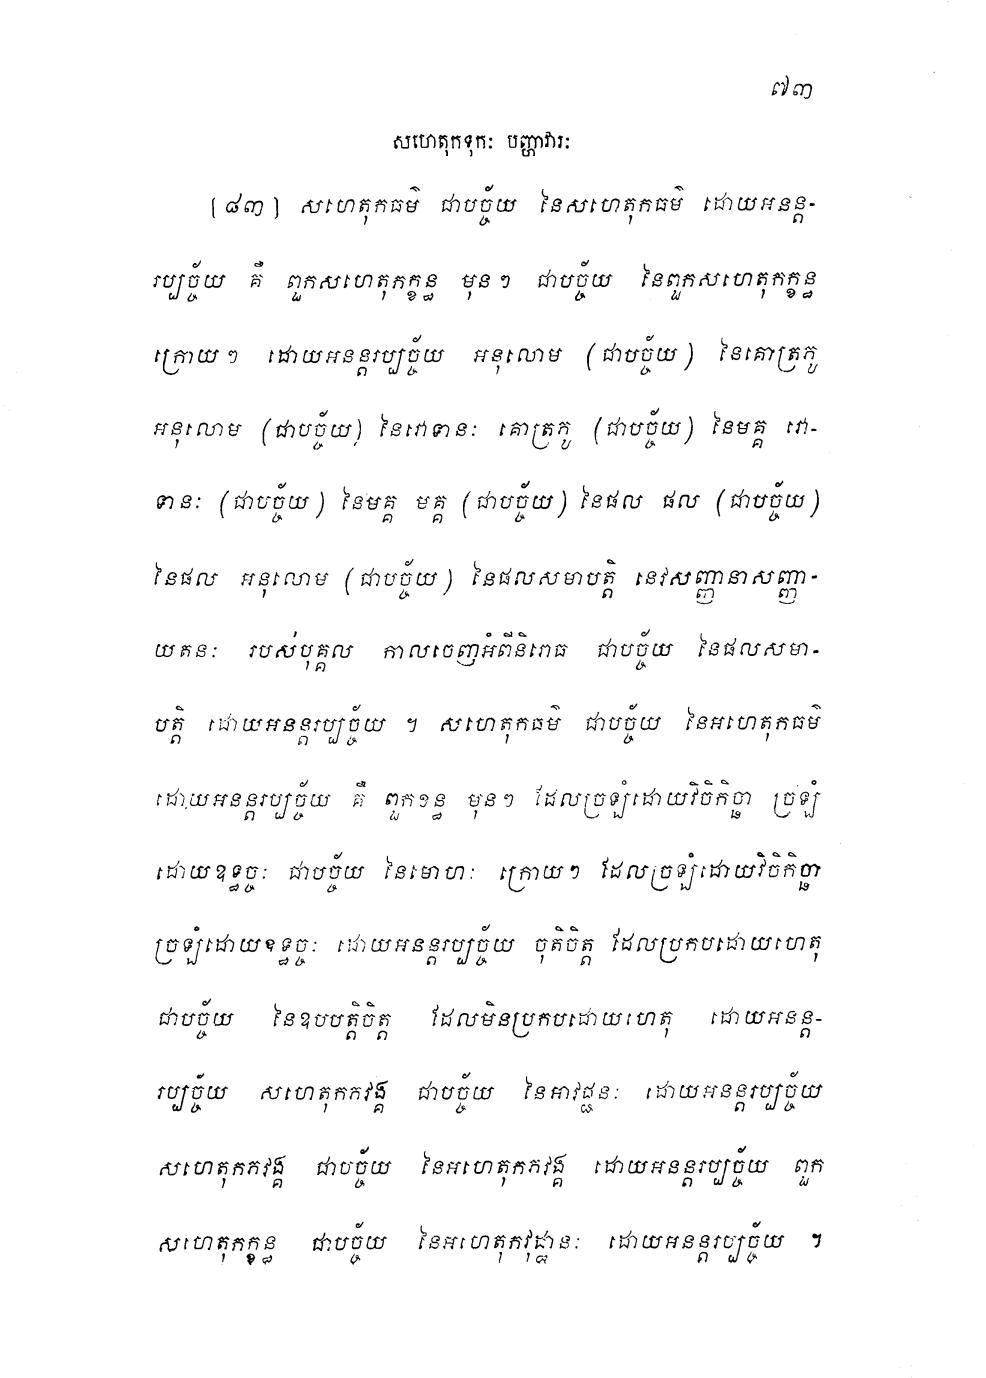 ៧៣
សហេតុកទុកៈ បញ្ហាវារៈ
[៨៣] សហេតុកធម៌ ជាបច្ច័យ នៃសហេតុកធម៌ ដោយអនន្ត-
រប្បច្ច័យ គឺ ពួកសហេតុកក្ខន្ធ មុនៗ ជាបច្ច័យ នៃពួកសហេតុកក្ខន្ធ
ក្រោយៗ ដោយអនន្តរប្បច្ច័យ អនុលោម (ជាបច្ច័យ) នៃគោត្រភូ
អនុលោម (ជាបច្ច័យ) នៃវោទានៈ គោត្រភូ (ជាបច្ច័យ) នៃមគ្គ វោ-
ទានៈ (ជាបច្ច័យ) នៃមគ្គ មគ្គ (ជាបច្ច័យ) នៃផល ផល (ជាបច្ច័យ)
នៃផល អនុលោម (ជាបច្ច័យ) នៃផលសមាបត្តិ នេវសញ្ញានាសញ្ញា-
យតនៈ របស់បុគ្គល កាលចេញអំពីនិរោធ ជាបច្ច័យ នៃផលសមា-
បត្តិ ដោយអនន្តរប្បច្ច័យ ។ សហេតុកធម៌ ជាបច្ច័យ នៃអហេតុកធម៌
ដោយអនន្តរប្បច្ច័យ គឺ ពួកខន្ធ មុនៗ ដែលច្រឡំដោយវិចិកិច្ឆា ច្រឡំ
ដោយឧទ្ធច្ចៈ ជាបច្ច័យ នៃមោហៈ ក្រោយៗ ដែលច្រឡំដោយវិចិកិច្ឆា
ច្រឡំដោយឧទ្ធច្ចៈ ដោយអនន្តរប្បច្ច័យ ចុតិចិត្ត ដែលប្រកបដោយហេតុ
ជាបច្ច័យ នៃឧបបត្តិចិត្ត ដែលមិនប្រកបដោយហេតុ ដោយអនន្ត-
រប្បច្ច័យ សហេតុកភវង្គ ជាបច្ច័យ នៃអាវជ្ជនៈ ដោយអនន្តរប្បច្ច័យ
សហេតុកភវង្គ ជាបច្ច័យ នៃអហេតុកភវង្គ ដោយអនន្តរប្បច្ច័យ ពួក
សហេតុកក្ខន្ធ ជាបច្ច័យ នៃអហេតុកវុដ្ឋានៈ ដោយអនន្តរប្បច្ច័យ ។